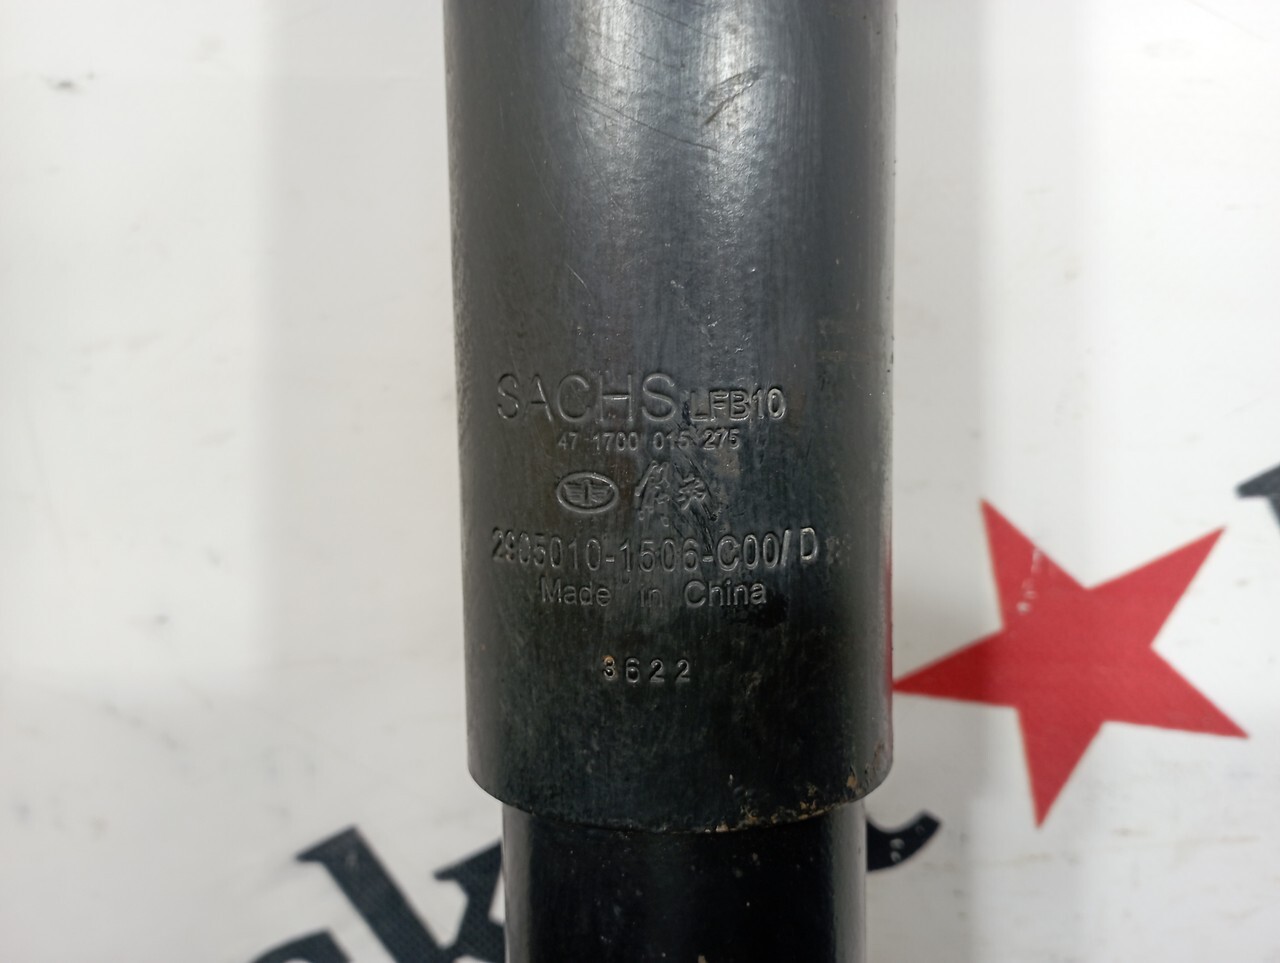 SACHS LFB10
47 1700 015 275
2905010-1506-C00/D
Made in China
3622